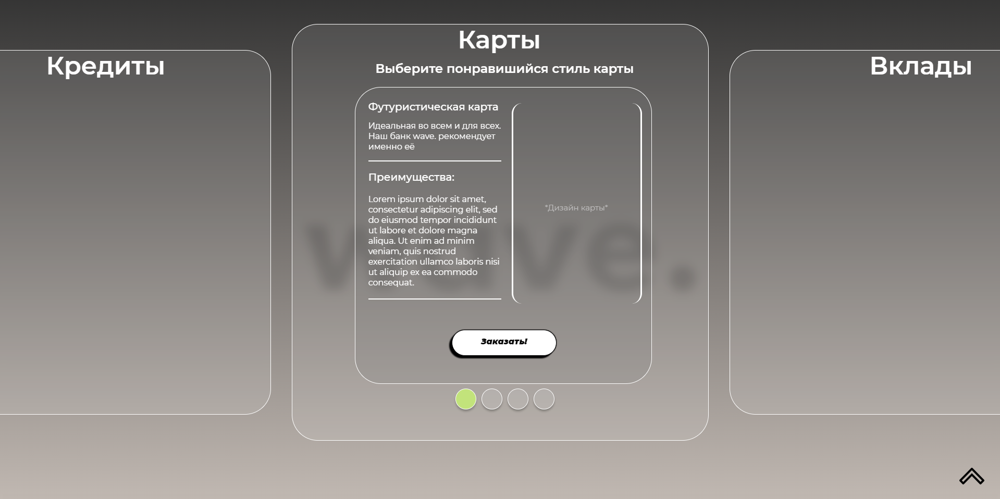 Кредиты
Карты
Вклады
Выберите понравишийся стиль карты
Футуристическая карта
Идеальная во всем и для всех.
Наш банк wave. рекомендует
именно её
Преимущества:
Lorem ipsum dolor sit amet,
consectetur adipiscing elit, sed
do eiusmod tempor incididunt
ut labore et dolore magna
aliqua. Ut enim ad minim
veniam, quis nostrud
exercitation ullamco laboris nisi
ut aliquip ex ea commodo
consequat.
*Дизайн карты*
wave.
Заказать!